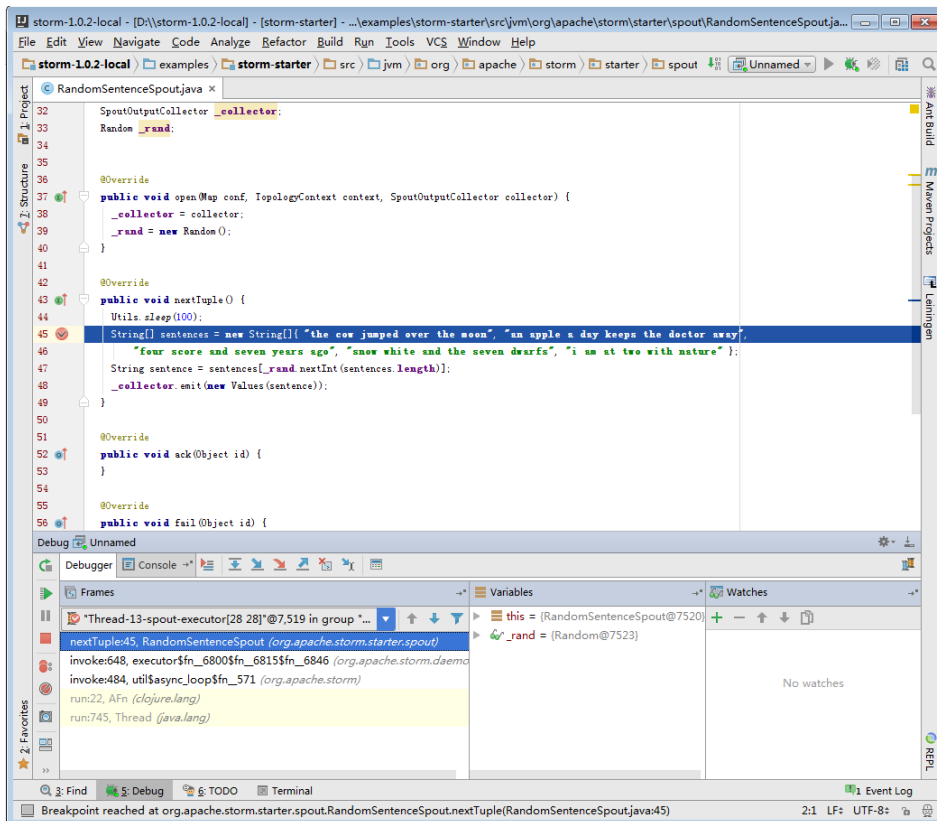 storm-1.0.2-local - [D:\\storm-1.0.2-local] - [storm-starter] - ...\examples\storm-starter\src\jvm\org\apache\storm\starter\spout\RandomSentenceSpout.ja...
File Edit View Navigate Code Analyze Refactor Build Run Tools VCS Window Help
storm-1.0.2-local examples storm-starter src jvm org apache storm starter spout Unnamed
1: Project
7: Structure
2: Favorites
RandomSentenceSpout.java ×
32 SpoutOutputCollector _collector;
33 Random _rand;
34
35
36 @Override
37 public void open(Map conf, TopologyContext context, SpoutOutputCollector collector) {
38 _collector = collector;
39 _rand = new Random();
40 }
41
42 @Override
43 public void nextTuple() {
44 Utils.sleep(100);
45 String[] sentences = new String[]{ "the cow jumped over the moon", "an apple a day keeps the doctor away",
46 "four score and seven years ago", "snow white and the seven dwarfs", "i am at two with nature" };
47 String sentence = sentences[_rand.nextInt(sentences.length)];
48 _collector.emit(new Values(sentence));
49 }
50
51 @Override
52 public void ack(Object id) {
53 }
54
55 @Override
56 public void fail(Object id) {
Ant Build
Maven Projects
Leiningen
REPL
Debug Unnamed
Debugger Console
Frames
"Thread-13-spout-executor[28 28]"@7,519 in group "...
nextTuple:45, RandomSentenceSpout (org.apache.storm.starter.spout)
invoke:648, executor$fn_6800$fn_6815$fn_6846 (org.apache.storm.daemo
invoke:484, util$async_loop$fn_571 (org.apache.storm)
run:22, AFn (clojure.lang)
run:745, Thread (java.lang)
Variables
this = {RandomSentenceSpout@7520}
_rand = {Random@7523}
Watches
No watches
3: Find 5: Debug 6: TODO Terminal 1 Event Log
Breakpoint reached at org.apache.storm.starter.spout.RandomSentenceSpout.nextTuple(RandomSentenceSpout.java:45) 2:1 LF÷ UTF-8÷